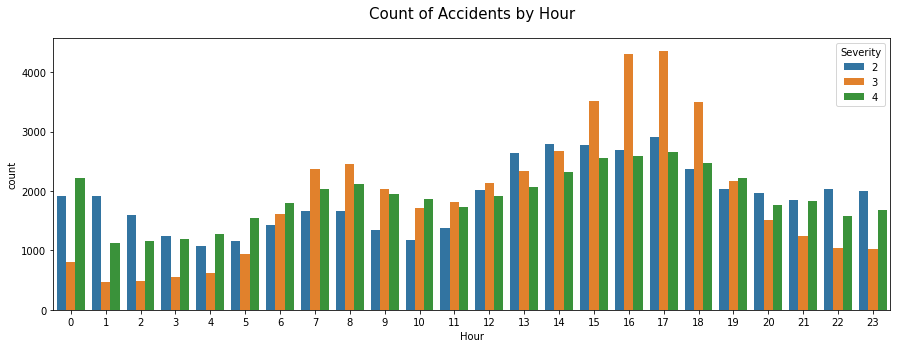 Count of Accidents by Hour
Severity
2
3
4
4000
3000
2000
1000
0
count
0 1 2 3 4 5 6 7 8 9 10 11 12 13 14 15 16 17 18 19 20 21 22 23
Hour